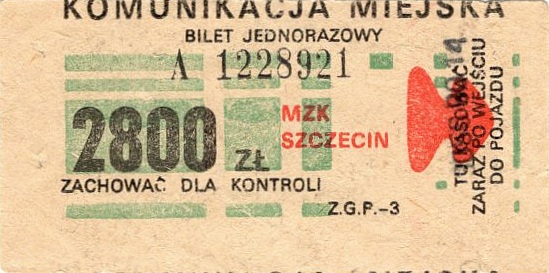 KOMUNIKACJA MIEJSKA
BILET JEDNORAZOWY
A 1228921
2800 ZŁ
MZK
SZCZECIN
ZACHOWAĆ DLA KONTROLI
Z.G.P.-3
TU KASOWAĆ
ZARAZ PO WEJŚCIU
DO POJAZDU